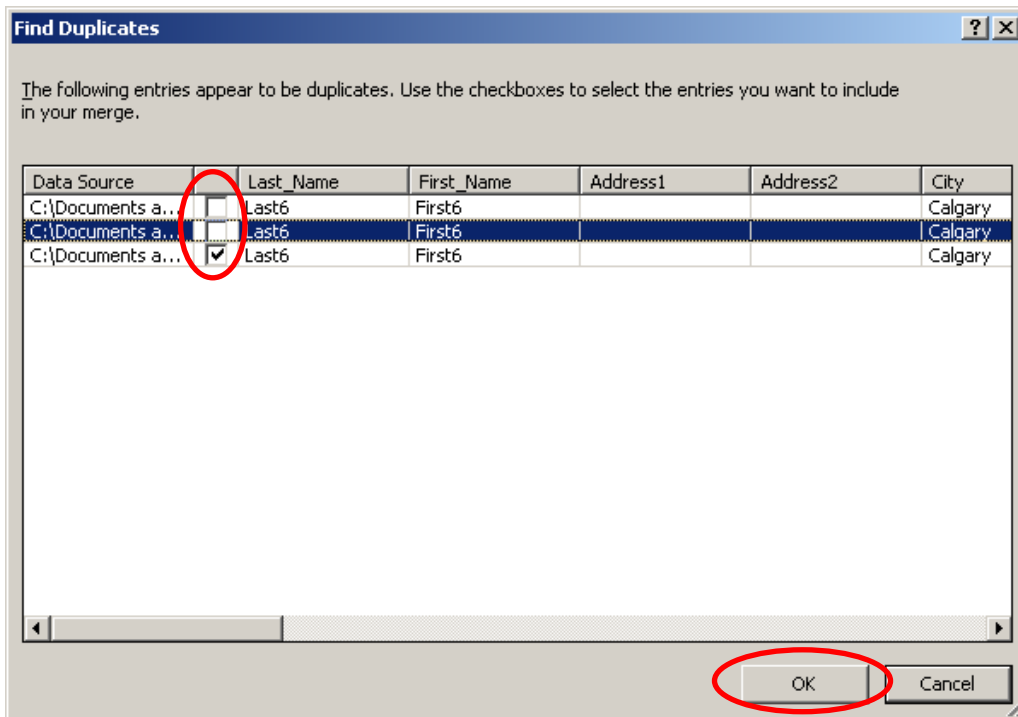 Find Duplicates
The following entries appear to be duplicates. Use the checkboxes to select the entries you want to include
in your merge.
Data Source Last_Name First_Name Address1 Address2 City
C:\Documents a... Last6 First6 Calgary
C:\Documents a... Last6 First6 Calgary
C:\Documents a... Last6 First6 Calgary
OK Cancel